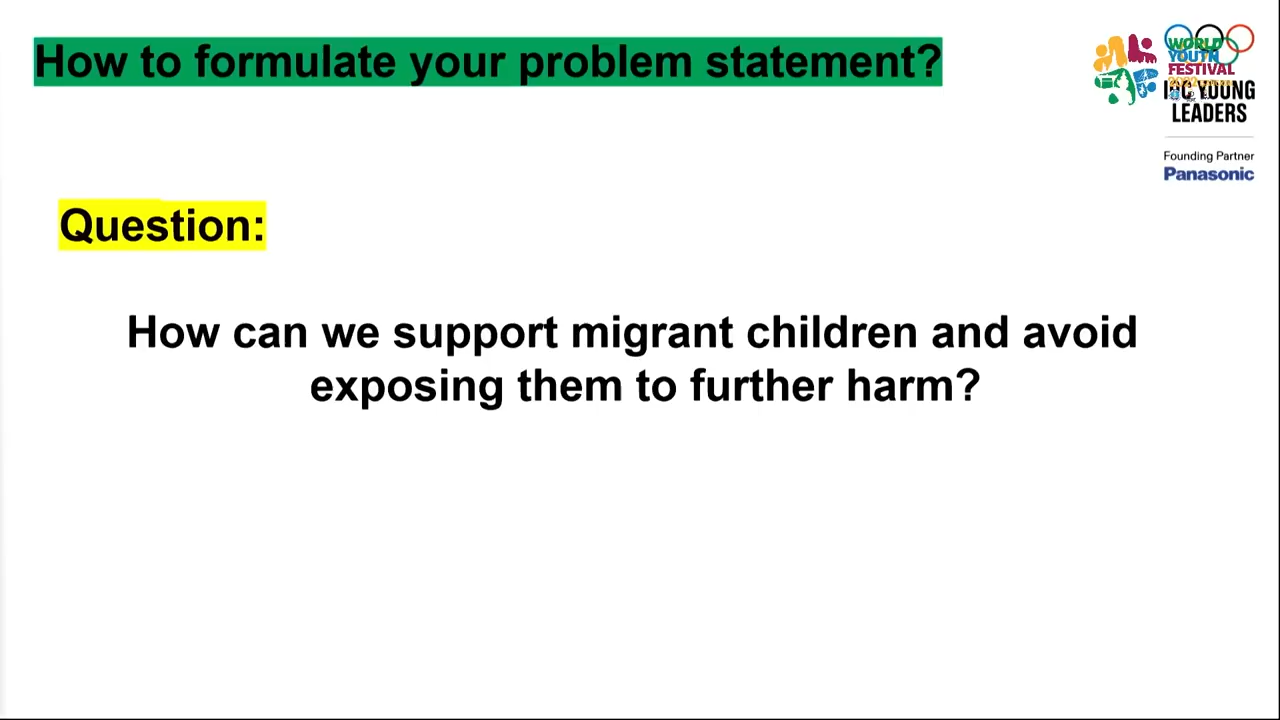 How to formulate your problem statement?
WORLD
YOUTH
FESTIVAL
IOC YOUNG
LEADERS
Founding Partner
Panasonic
Question:
How can we support migrant children and avoid
exposing them to further harm?